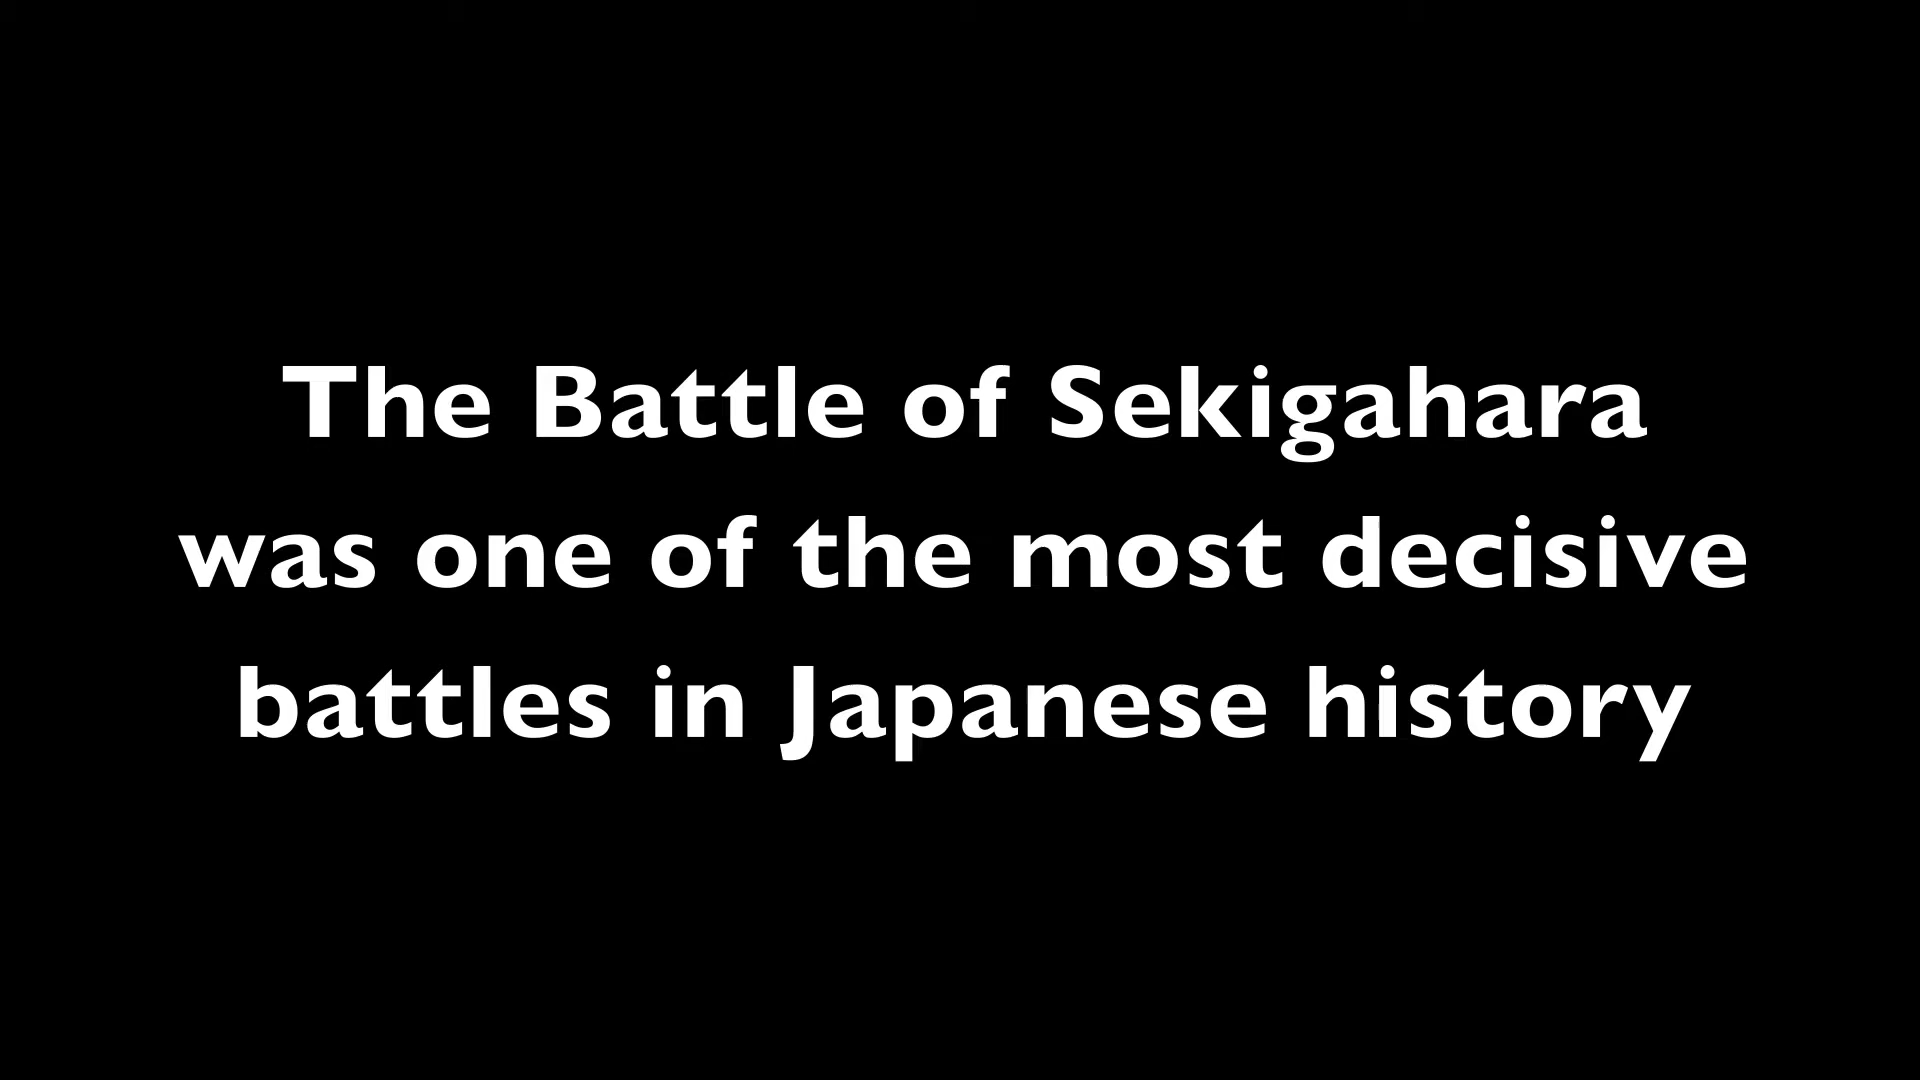 The Battle of Sekigahara
was one of the most decisive
battles in Japanese history